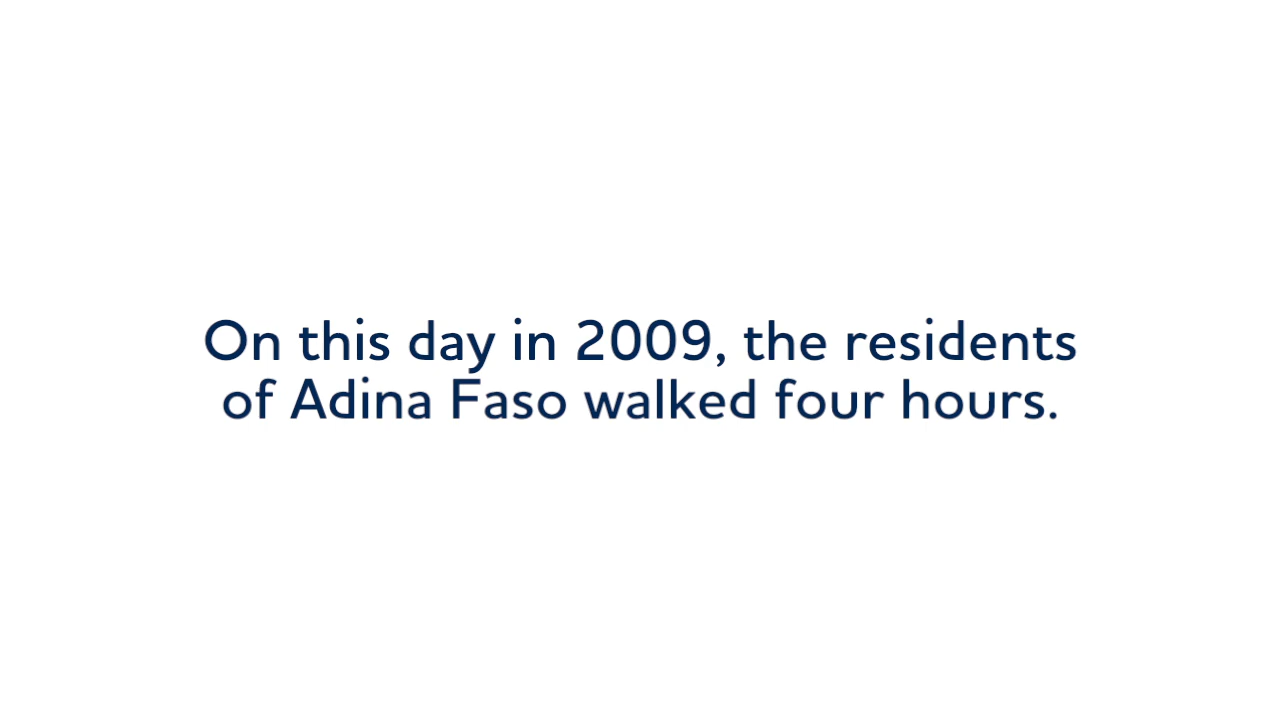 On this day in 2009, the residents
of Adina Faso walked four hours.